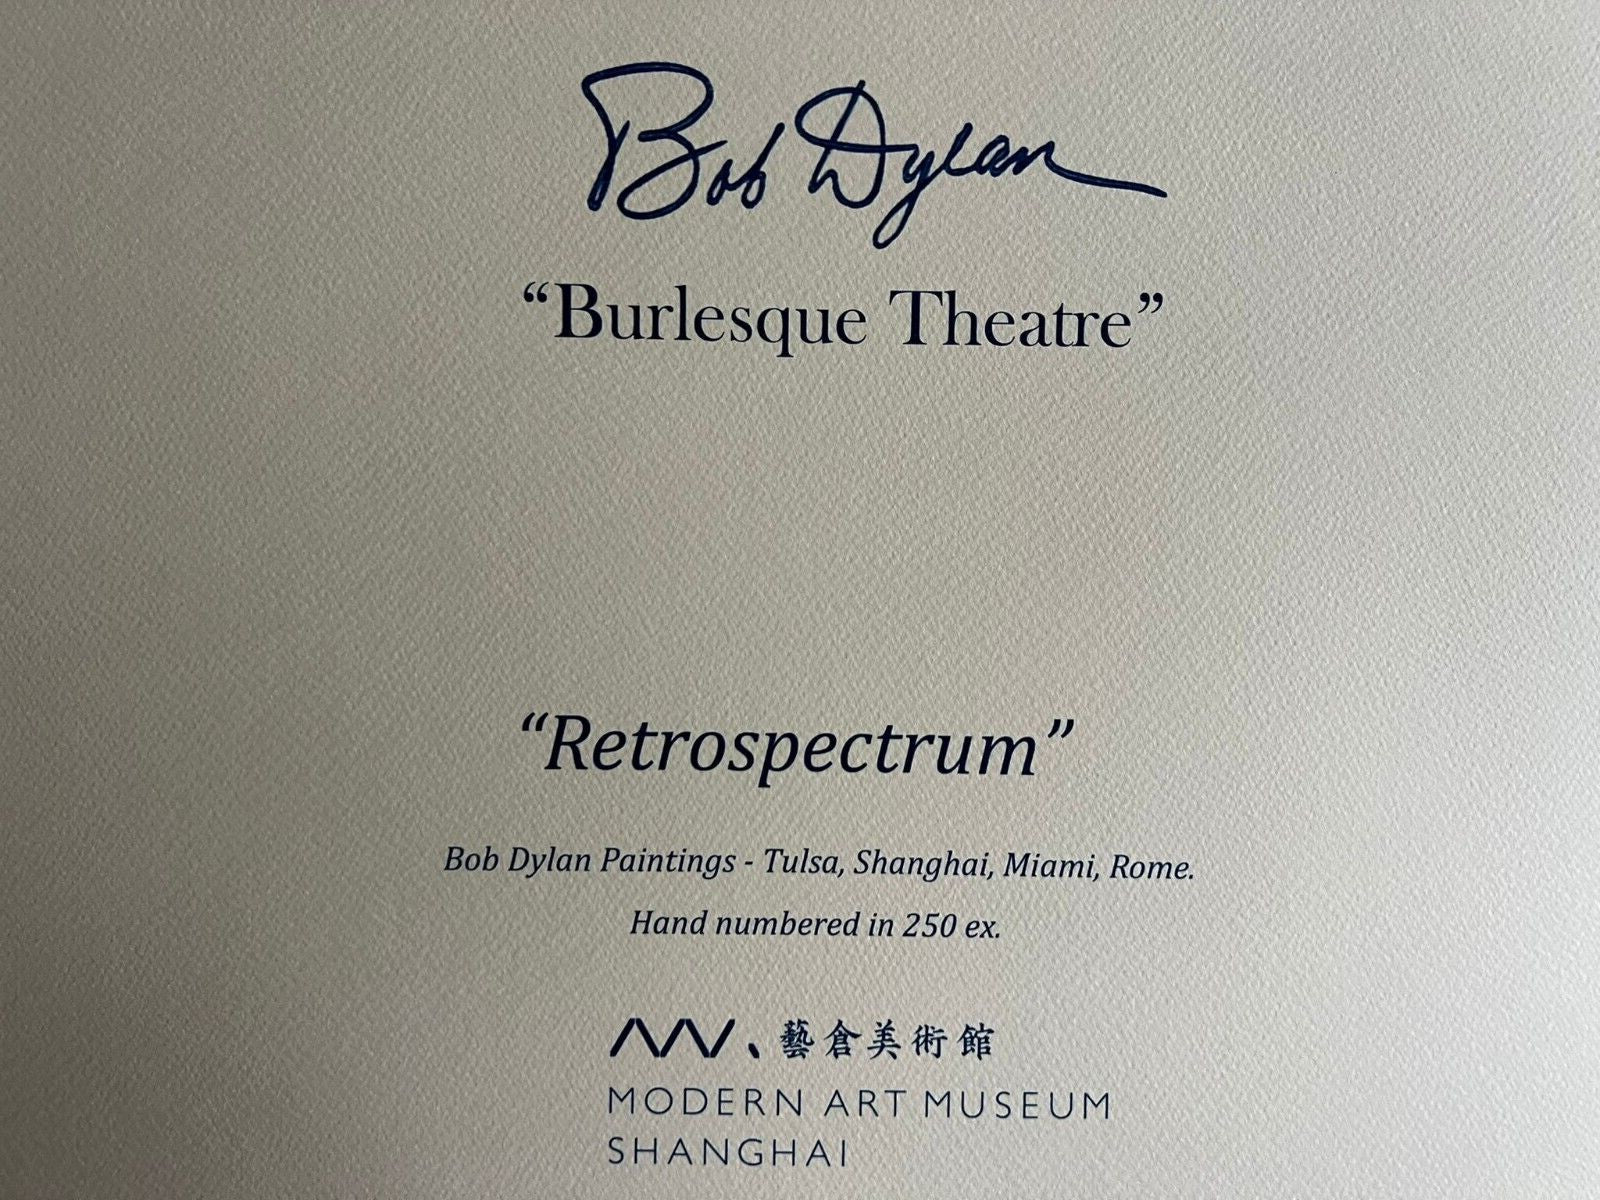 Bob Dylan
“Burlesque Theatre”
“Retrospectrum”
Bob Dylan Paintings - Tulsa, Shanghai, Miami, Rome.
Hand numbered in 250 ex.
藝倉美術館
MODERN ART MUSEUM
SHANGHAI